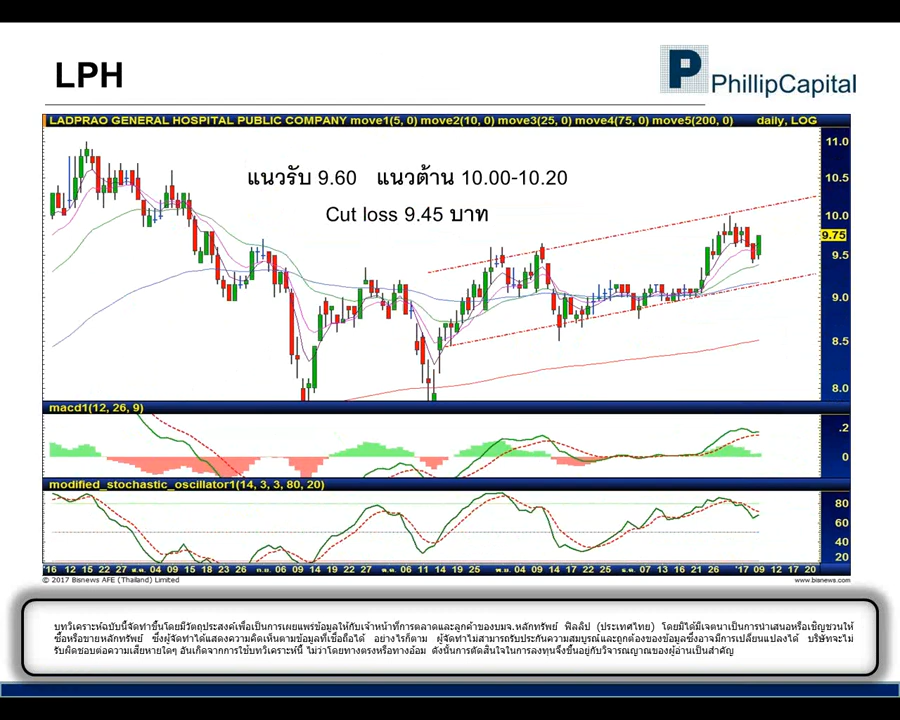 LPH
P PhillipCapital
LADPRAO GENERAL HOSPITAL PUBLIC COMPANY move1(5, 0) move2(10, 0) move3(25, 0) move4(75, 0) move5(200, 0) daily, LOG
แนวรับ 9.60 แนวต้าน 10.00-10.20
Cut loss 9.45 บาท
11.0
10.5
10.0
9.75
9.5
9.0
8.5
8.0
macd1(12, 26, 9)
.2
0
modified_stochastic_oscillator1(14, 3, 3, 80, 20)
80
60
40
20
'16 12 15 22 27 ส.ค. 04 09 15 18 23 29 ก.ย. 06 09 14 19 22 27 ต.ค. 06 11 14 19 25 พ.ย. 04 09 14 17 22 25 ธ.ค. 07 13 16 21 26 '17 09 12 17 20
© 2017 Bisnews AFE (Thailand) Limited www.bisnews.com
บทวิเคราะห์ฉบับนี้จัดทำขึ้นโดยมีวัตถุประสงค์เพื่อเป็นการเผยแพร่ข้อมูลให้กับเจ้าหน้าที่การตลาดและลูกค้าของบมจ.หลักทรัพย์ ฟิลลิป (ประเทศไทย) โดยมิได้มีเจตนาเป็นการนำเสนอหรือเชิญชวนให้
ซื้อหรือขายหลักทรัพย์ ซึ่งผู้จัดทำได้แสดงความคิดเห็นตามข้อมูลที่เชื่อถือได้ อย่างไรก็ตาม ผู้จัดทำไม่สามารถรับประกันความสมบูรณ์และถูกต้องของข้อมูลซึ่งอาจมีการเปลี่ยนแปลงได้ บริษัทจะไม่
รับผิดชอบต่อความเสียหายใดๆ อันเกิดจากการใช้บทวิเคราะห์นี้ ไม่ว่าโดยทางตรงหรือทางอ้อม ดังนั้นการตัดสินใจในการลงทุนจึงขึ้นอยู่กับวิจารณญาณของผู้อ่านเป็นสำคัญ